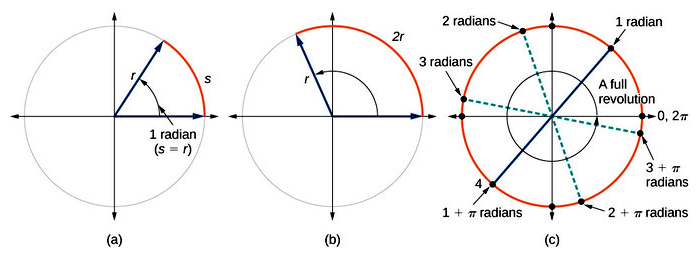 r
s
1 radian
(s = r)
(a)
2r
r
(b)
2 radians
1 radian
3 radians
A full
revolution
0, 2π
3 + π
radians
4
1 + π radians
2 + π radians
(c)